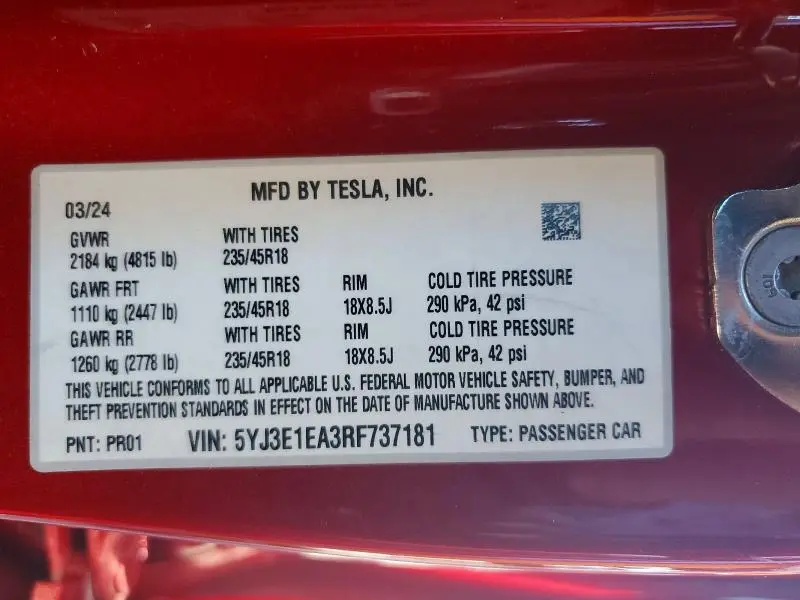 MFD BY TESLA, INC.
03/24
GVWR WITH TIRES
2184 kg (4815 lb) 235/45R18
GAWR FRT WITH TIRES RIM COLD TIRE PRESSURE
1110 kg (2447 lb) 235/45R18 18X8.5J 290 kPa, 42 psi
GAWR RR WITH TIRES RIM COLD TIRE PRESSURE
1260 kg (2778 lb) 235/45R18 18X8.5J 290 kPa, 42 psi
THIS VEHICLE CONFORMS TO ALL APPLICABLE U.S. FEDERAL MOTOR VEHICLE SAFETY, BUMPER, AND
THEFT PREVENTION STANDARDS IN EFFECT ON THE DATE OF MANUFACTURE SHOWN ABOVE.
PNT: PR01 VIN: 5YJ3E1EA3RF737181 TYPE: PASSENGER CAR